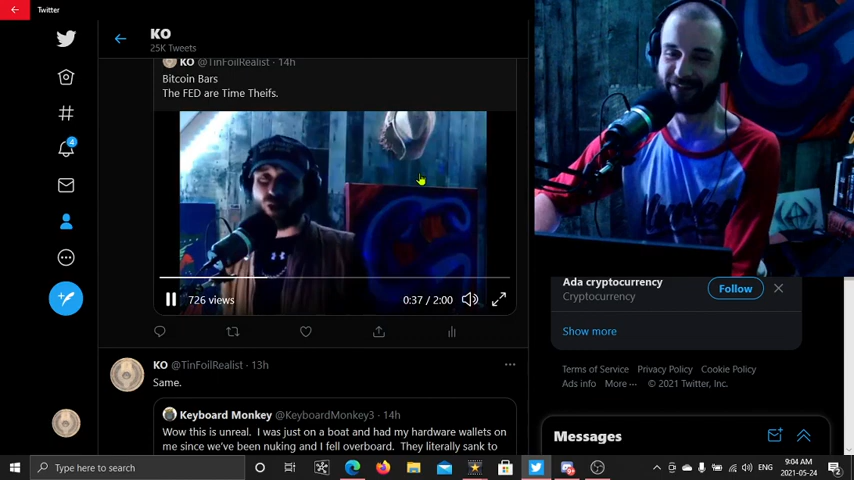 Twitter
KO
25K Tweets
KO @TinFoilRealist · 14h
Bitcoin Bars
The FED are Time Theifs.
726 views
0:37 / 2:00
KO @TinFoilRealist · 13h
Same.
Keyboard Monkey @KeyboardMonkey3 · 14h
Wow this is unreal. I was just on a boat and had my hardware wallets on
me since we've been nuking and I fell overboard. They literally sank to
4
Ada cryptocurrency
Cryptocurrency
Follow
Show more
Terms of Service Privacy Policy Cookie Policy
Ads info More ··· © 2021 Twitter, Inc.
Messages
Type here to search
ENG
9:04 AM
2021-05-24
2